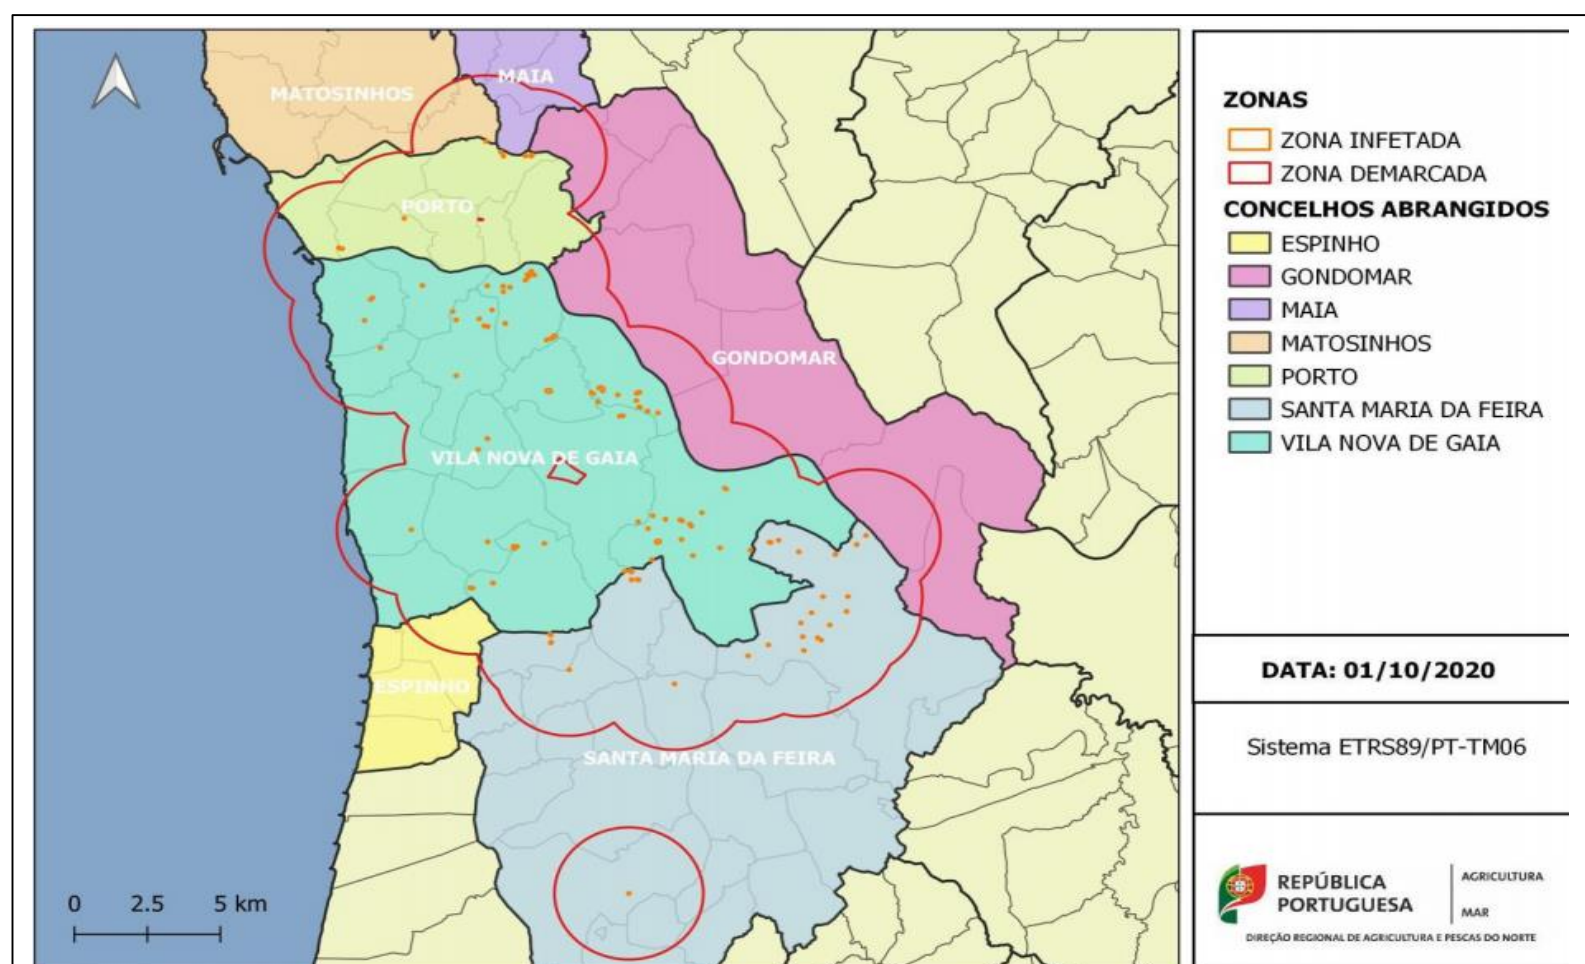 MAIA
MATOSINHOS
PORTO
GONDOMAR
VILA NOVA DE GAIA
ESPINHO
SANTA MARIA DA FEIRA
0 2.5 5 km
ZONAS
ZONA INFETADA
ZONA DEMARCADA
CONCELHOS ABRANGIDOS
ESPINHO
GONDOMAR
MAIA
MATOSINHOS
PORTO
SANTA MARIA DA FEIRA
VILA NOVA DE GAIA
DATA: 01/10/2020
Sistema ETRS89/PT-TM06
REPÚBLICA
PORTUGUESA
AGRICULTURA
MAR
DIREÇÃO REGIONAL DE AGRICULTURA E PESCAS DO NORTE